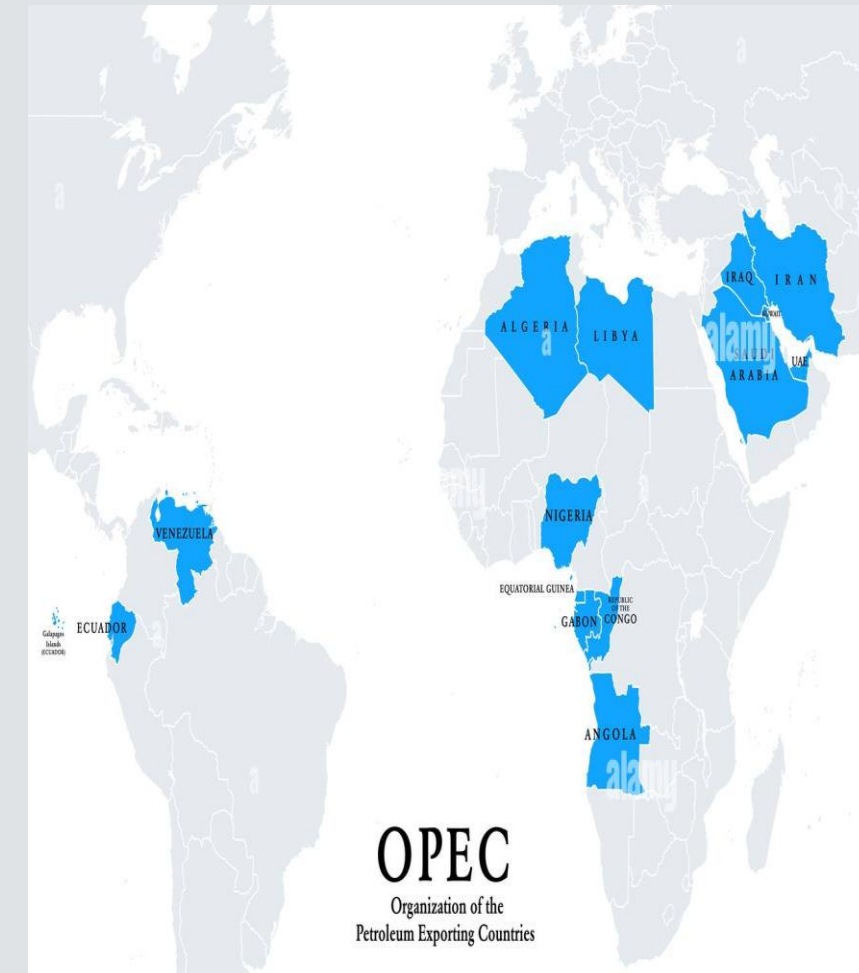 IRAQ
IRAN
KUWAIT
ALGERIA
LIBYA
SAUDI
ARABIA
UAE
alamy
a
VENEZUELA
NIGERIA
EQUATORIAL GUINEA
REPUBLIC
OF THE
CONGO
GABON
Galapagos
Islands
(ECUADOR)
ECUADOR
ANGOLA
alamy
OPEC
Organization of the
Petroleum Exporting Countries